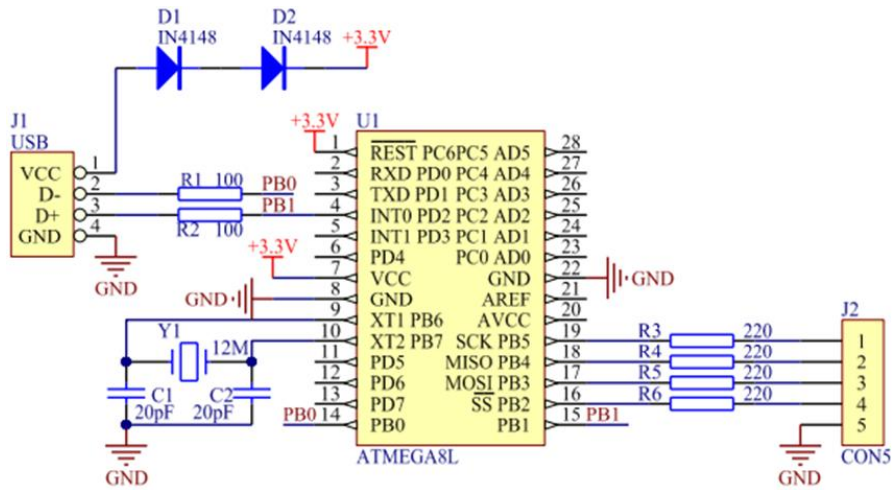 D1
IN4148
D2
IN4148
+3.3V
J1
USB
VCC 1
D- 2
D+ 3
GND 4
GND
R1 100 PB0
R2 100 PB1
+3.3V
U1
1 REST PC6 PC5 AD5 28
2 RXD PD0 PC4 AD4 27
3 TXD PD1 PC3 AD3 26
4 INT0 PD2 PC2 AD2 25
5 INT1 PD3 PC1 AD1 24
6 PD4 PC0 AD0 23
7 VCC GND 22
8 GND AREF 21
9 XT1 PB6 AVCC 20
10 XT2 PB7 SCK PB5 19
11 PD5 MISO PB4 18
12 PD6 MOSI PB3 17
13 PD7 SS PB2 16
14 PB0 PB1 15
ATMEGA8L
+3.3V
GND
GND
Y1
12M
C1
20pF
C2
20pF
GND
PB0
PB1
R3 220
R4 220
R5 220
R6 220
J2
1
2
3
4
5
CON5
GND